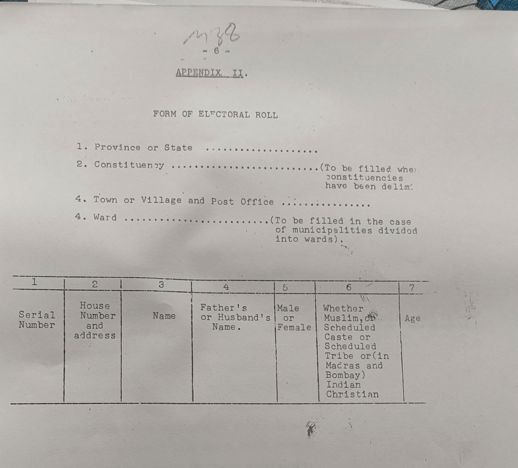 M38
- 6 -
APPENDIX II.
FORM OF ELECTORAL ROLL
1. Province or State ....................
2. Constituency ..........................(To be filled whe
constituencies
have been delim
4. Town or Village and Post Office ................
4. Ward .........................(To be filled in the case
of municipalities divided
into wards).
1 2 3 4 5 6 7
Serial Number
House Number and address
Name
Father's or Husband's Name.
Male or Female
Whether Muslim, or Scheduled Caste or Scheduled Tribe or(in Madras and Bombay) Indian Christian
Age